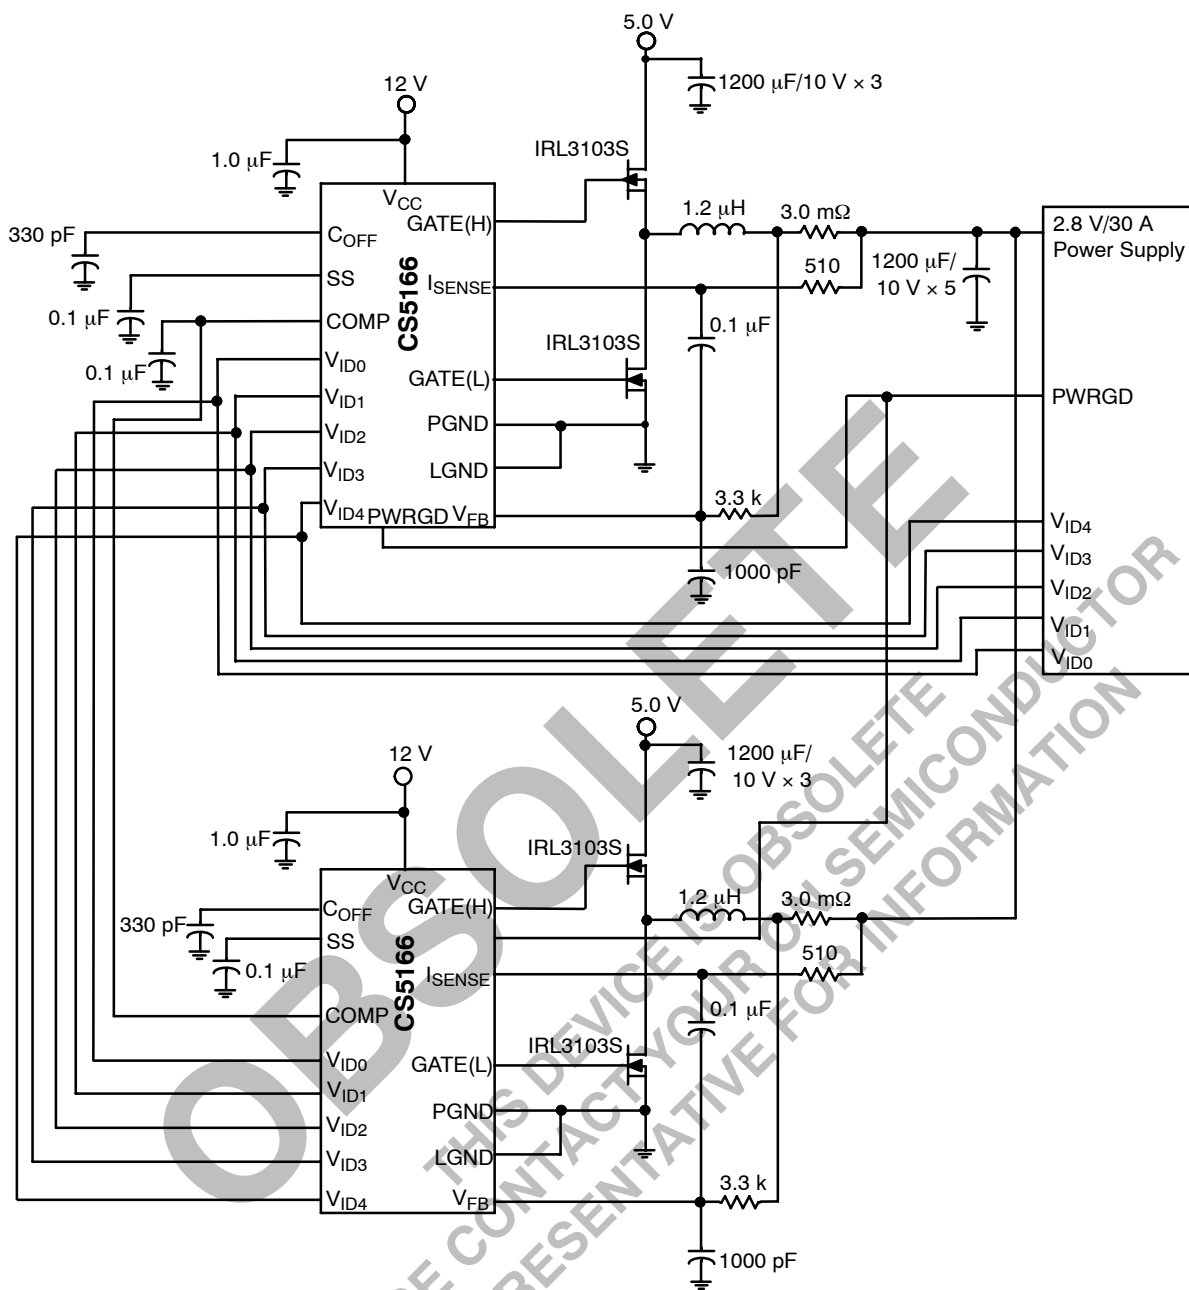 5.0 V
1200 μF/10 V × 3
12 V
1.0 μF
IRL3103S
VCC
GATE(H)
1.2 μH
3.0 mΩ
2.8 V/30 A
Power Supply
330 pF
COFF
CS5166
SS
ISENSE
510
1200 μF/
10 V × 5
0.1 μF
COMP
0.1 μF
IRL3103S
0.1 μF
VID0
GATE(L)
VID1
PWRGD
PGND
VID2
LGND
VID3
3.3 k
VID4
PWRGD
VFB
VID4
VID3
1000 pF
VID2
VID1
VID0
5.0 V
1200 μF/
10 V × 3
12 V
1.0 μF
IRL3103S
VCC
1.2 μH
3.0 mΩ
COFF
GATE(H)
330 pF
SS
CS5166
510
0.1 μF
ISENSE
0.1 μF
COMP
IRL3103S
VID0
GATE(L)
VID1
PGND
VID2
LGND
VID3
3.3 k
VID4
VFB
1000 pF
OBSOLETE
THIS DEVICE IS OBSOLETE
E CONTACT YOUR ON SEMICONDUCTOR
RESENTATIVE FOR INFORMATION